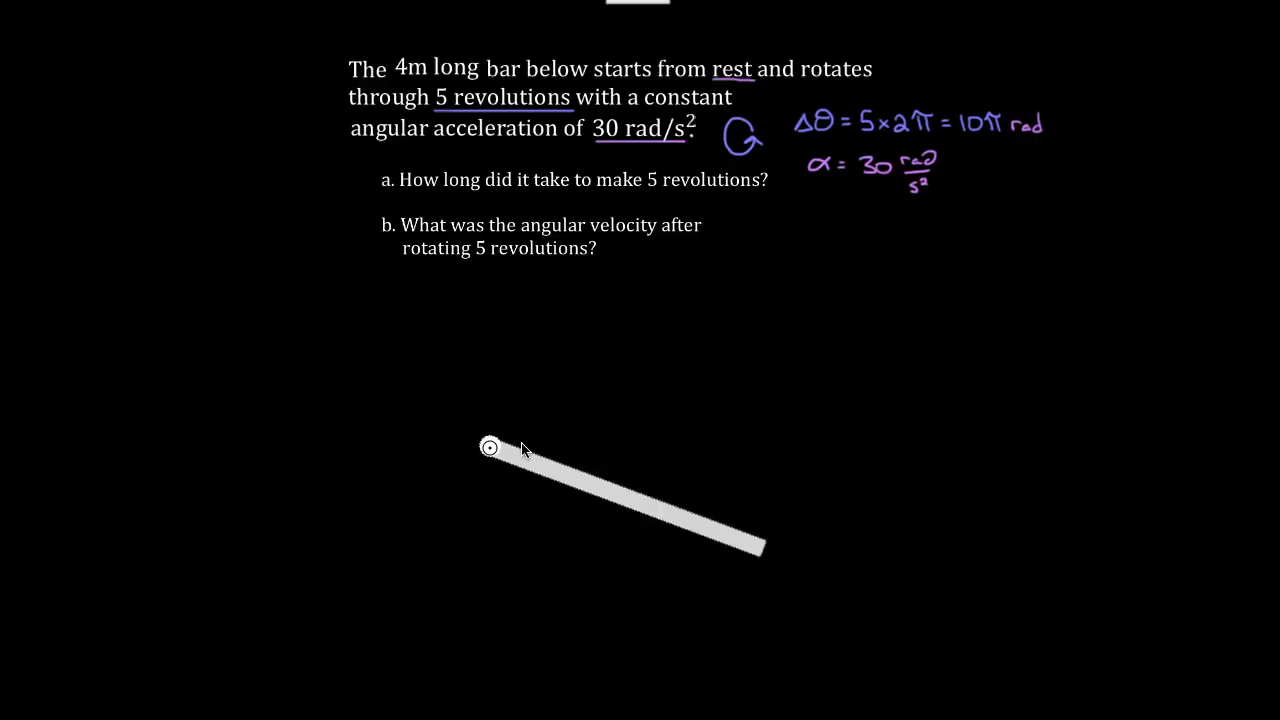 The 4m long bar below starts from rest and rotates
through 5 revolutions with a constant
angular acceleration of 30 rad/s².
Δθ = 5×2π = 10π rad
α = 30 rad/s²
a. How long did it take to make 5 revolutions?
b. What was the angular velocity after
rotating 5 revolutions?